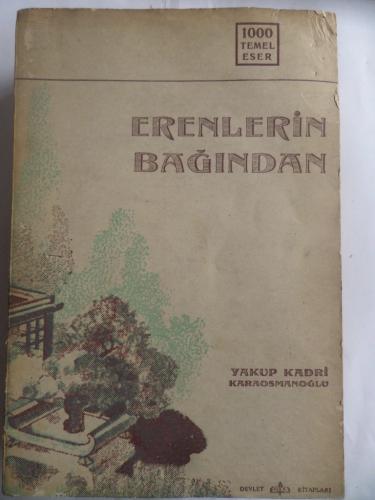 1000
TEMEL
ESER
ERENLERİN
BAĞINDAN
YAKUP KADRİ
KARAOSMANOĞLU
DEVLET KİTAPLARI